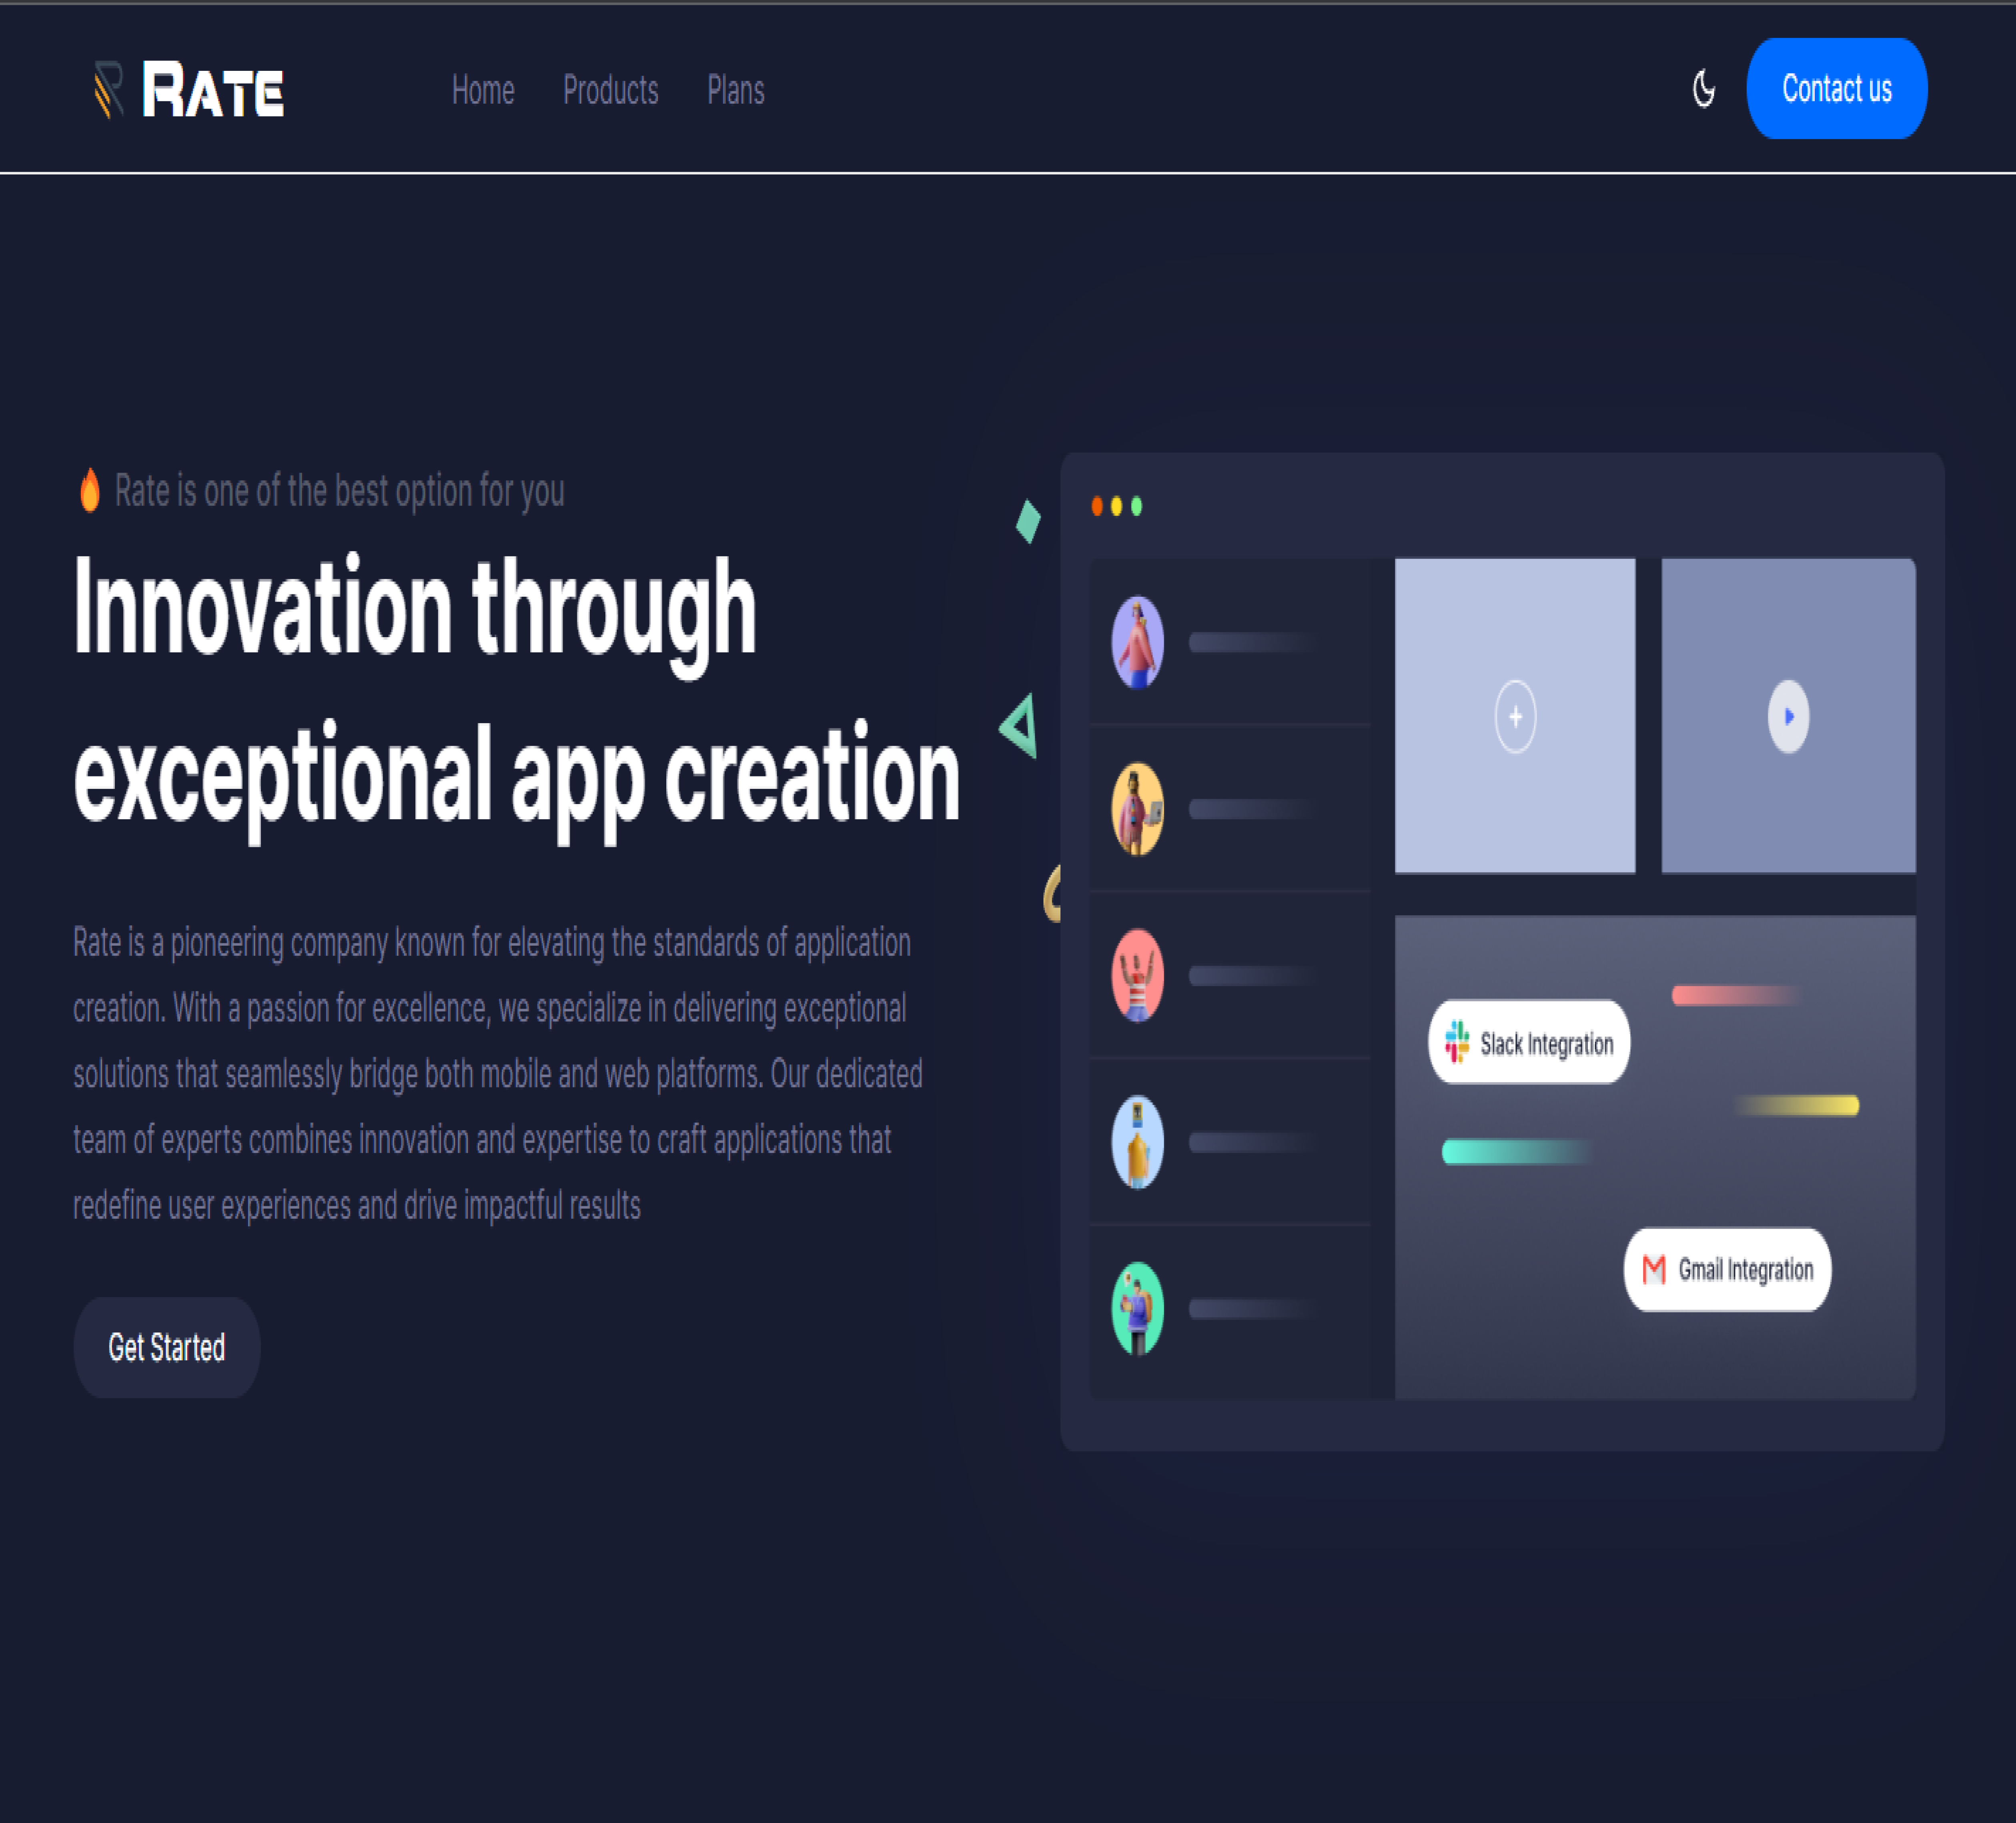 RATE
Home Products Plans
Contact us
Rate is one of the best option for you
Innovation through
exceptional app creation
Rate is a pioneering company known for elevating the standards of application
creation. With a passion for excellence, we specialize in delivering exceptional
solutions that seamlessly bridge both mobile and web platforms. Our dedicated
team of experts combines innovation and expertise to craft applications that
redefine user experiences and drive impactful results
Get Started
Slack Integration
Gmail Integration